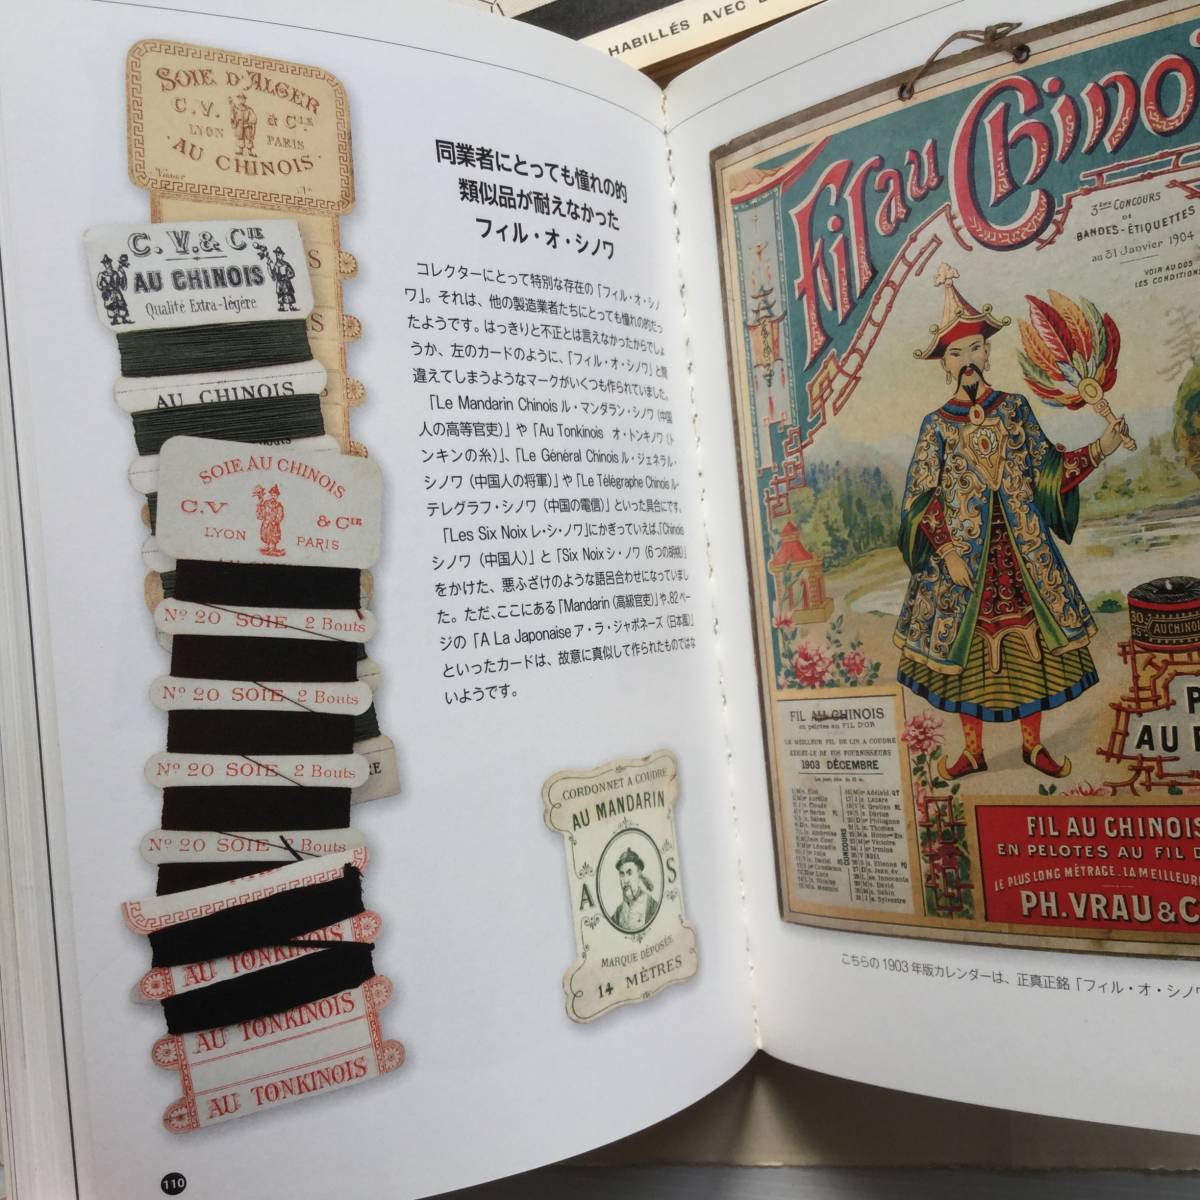 HABILLÉS AVEC
SOIE D'ALGER
C.V. & CIE
LYON PARIS
AU CHINOIS
C. V. & CIE
AU CHINOIS
Qualité Extra-légère
AU CHINOIS
SOIE AU CHINOIS
C.V & CIE
LYON PARIS
Nº 20 SOIE 2 Bouts
Nº 20 SOIE 2 Bouts
Nº 20 SOIE 2 Bouts
Nº 20 SOIE 2 Bouts
AU TONKINOIS
AU TONKINOIS
AU TONKINOIS
同業者にとっても憧れの的
類似品が耐えなかった
フィル・オ・シノワ
コレクターにとって特別な存在の「フィル・オ・シノ
ワ」。それは、他の製造業者たちにとっても憧れの的だっ
たようです。はっきりと不正とは言えなかったからでしょ
うか、左のカードのように、「フィル・オ・シノワ」と間
違えてしまうようなマークがいくつも作られていました。
「Le Mandarin Chinois ル・マンダラン・シノワ（中国
人の高等官吏）」や「Au Tonkinois オ・トンキノワ（ト
ンキンの糸）」、「Le Général Chinois ル・ジェネラル・
シノワ（中国人の将軍）」や「Le Télégraphe Chinois ル・
テレグラフ・シノワ（中国の電信）」といった具合にです。
「Les Six Noix レ・シ・ノワ」にかぎっていえば、「Chinois
シノワ（中国人）」と「Six Noix シ・ノワ（6つの胡桃）」
をかけた、悪ふざけのような語呂合わせになっていまし
た。ただ、ここにある「Mandarin（高級官吏）」や、82ペー
ジの「A La Japonaise ア・ラ・ジャポネーズ（日本風）」
といったカードは、故意に真似して作られたものではな
いようです。
CORDONNET A COUDRE
AU MANDARIN
A S
MARQUE DÉPOSÉE
14 MÈTRES
110
Fil au Chinoi
3ème CONCOURS
DE
BANDES-ÉTIQUETTES
au 31 Janvier 1904
VOIR AU DOS
LES CONDITIONS
AU CHINOIS
P
AU
FIL AU CHINOIS
en pelotes au FIL D'OR
LE MEILLEUR FIL DE LIN A COUDRE
EXIGEZ-LE DE VOS FOURNISSEURS
1903 DÉCEMBRE
CONCOURS
FIL AU CHINOIS
EN PELOTES AU FIL D
LE PLUS LONG MÉTRAGE. LA MEILLEUR
PH. VRAU & C
こちらの1903年版カレンダーは、正真正銘「フィル・オ・シノワ